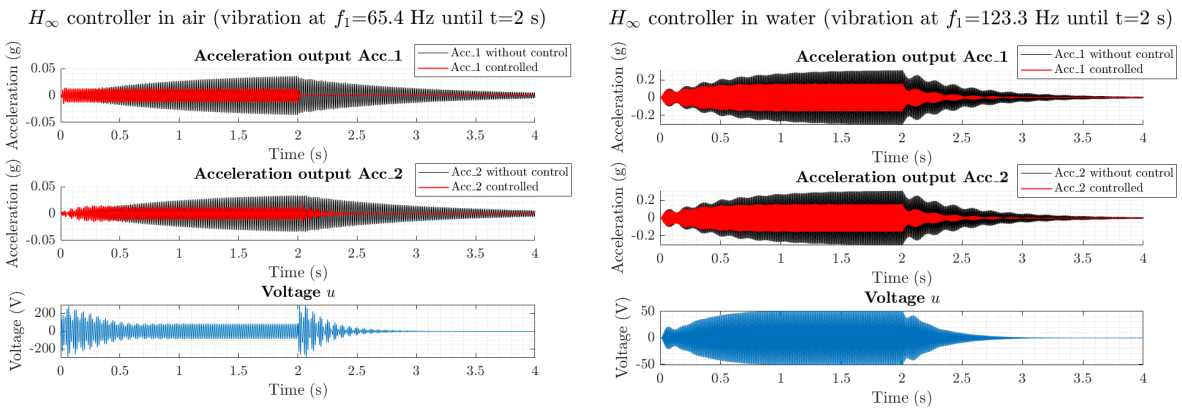 H∞ controller in air (vibration at f₁=65.4 Hz until t=2 s)
Acceleration output Acc_1
Acc_1 without control
Acc_1 controlled
Acceleration (g)
0.05
0
-0.05
0 0.5 1 1.5 2 2.5 3 3.5 4
Time (s)
Acceleration output Acc_2
Acc_2 without control
Acc_2 controlled
Acceleration (g)
0.05
0
-0.05
0 0.5 1 1.5 2 2.5 3 3.5 4
Time (s)
Voltage u
Voltage (V)
200
0
-200
0 0.5 1 1.5 2 2.5 3 3.5 4
Time (s)
H∞ controller in water (vibration at f₁=123.3 Hz until t=2 s)
Acceleration output Acc_1
Acc_1 without control
Acc_1 controlled
Acceleration (g)
0.2
0
-0.2
0 0.5 1 1.5 2 2.5 3 3.5 4
Time (s)
Acceleration output Acc_2
Acc_2 without control
Acc_2 controlled
Acceleration (g)
0.2
0
-0.2
0 0.5 1 1.5 2 2.5 3 3.5 4
Time (s)
Voltage u
Voltage (V)
50
0
-50
0 0.5 1 1.5 2 2.5 3 3.5 4
Time (s)